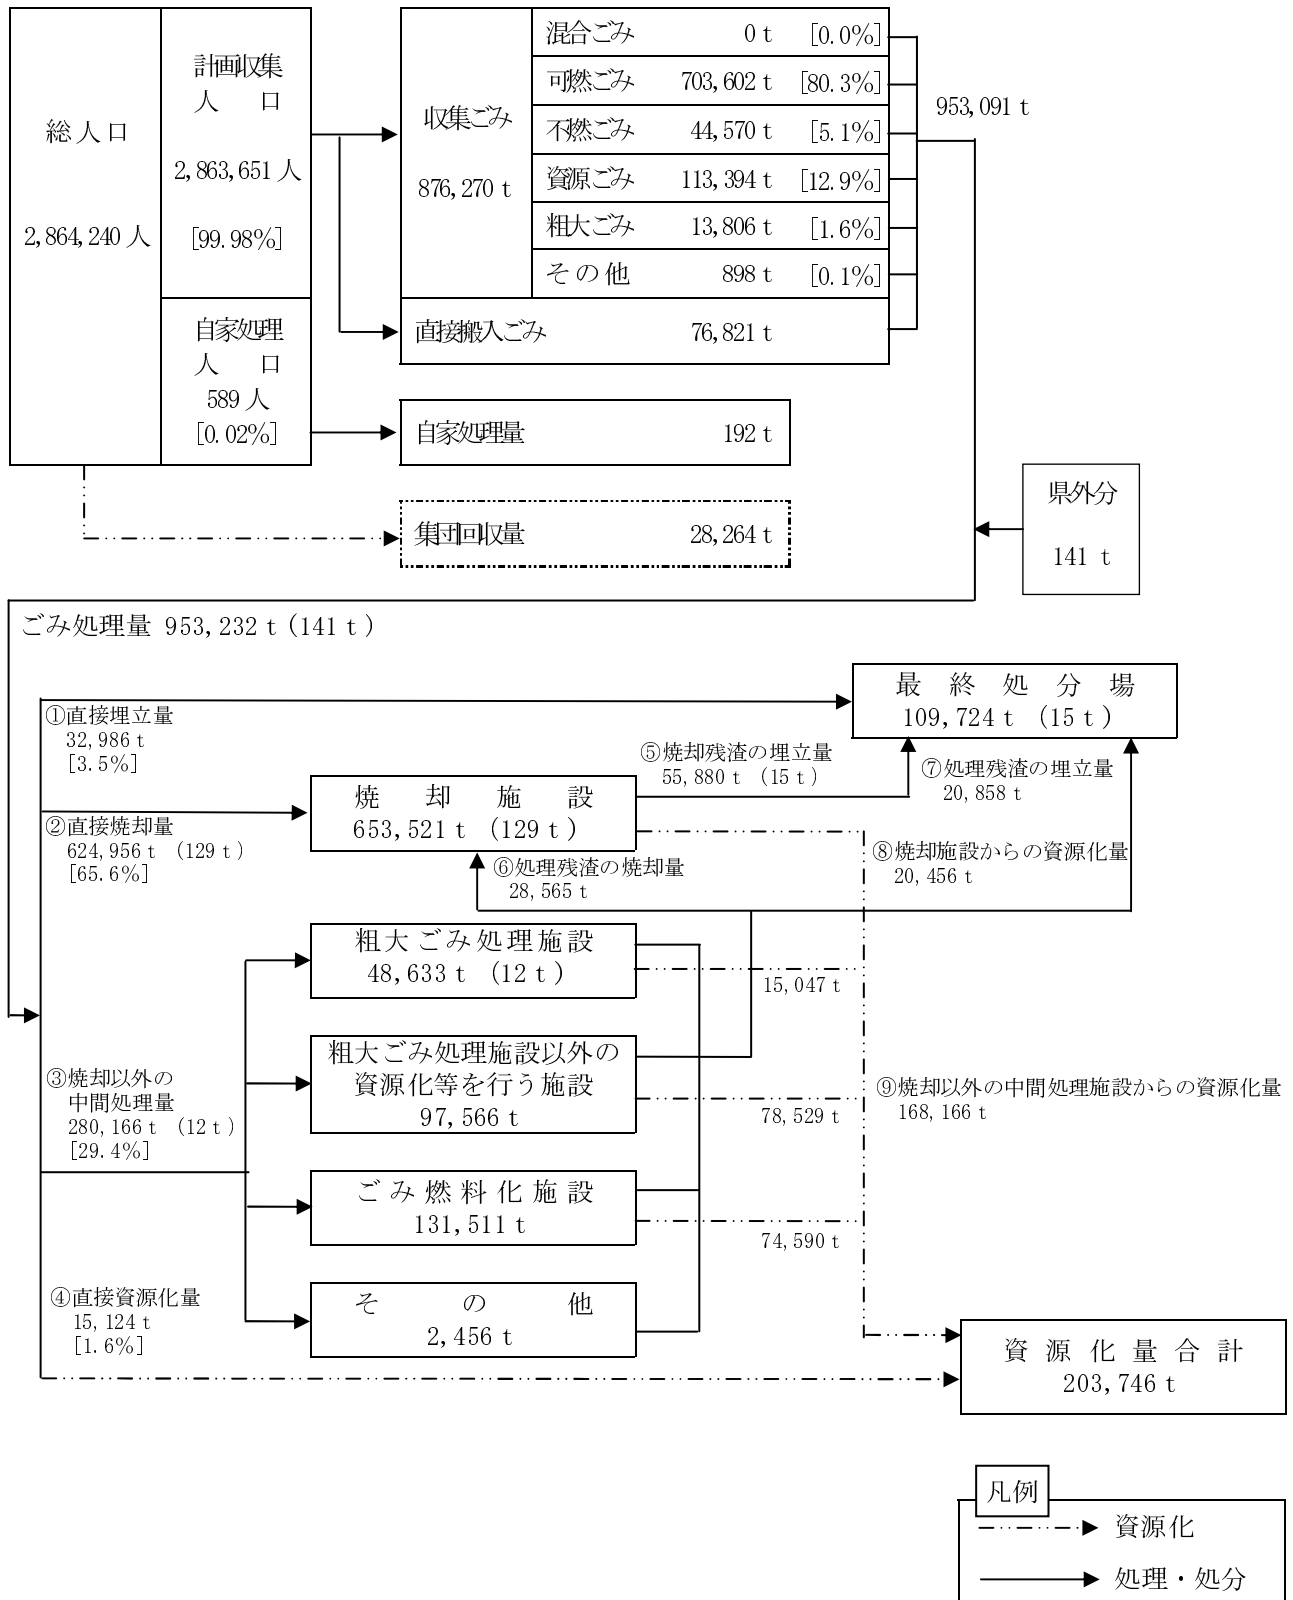 総人口
2,864,240 人
計画収集
人　口
2,863,651 人
[99.98%]
自家処理
人　口
589 人
[0.02%]
収集ごみ
876,270 t
混合ごみ 0 t [0.0%]
可燃ごみ 703,602 t [80.3%]
不燃ごみ 44,570 t [5.1%]
資源ごみ 113,394 t [12.9%]
粗大ごみ 13,806 t [1.6%]
その他 898 t [0.1%]
直接搬入ごみ 76,821 t
953,091 t
自家処理量 192 t
集団回収量 28,264 t
県外分
141 t
ごみ処理量 953,232 t (141 t)
最終処分場
109,724 t (15 t)
①直接埋立量
32,986 t
[3.5%]
②直接焼却量
624,956 t (129 t)
[65.6%]
焼却施設
653,521 t (129 t)
⑤焼却残渣の埋立量
55,880 t (15 t)
⑦処理残渣の埋立量
20,858 t
⑥処理残渣の焼却量
28,565 t
⑧焼却施設からの資源化量
20,456 t
粗大ごみ処理施設
48,633 t (12 t)
15,047 t
粗大ごみ処理施設以外の
資源化等を行う施設
97,566 t
78,529 t
③焼却以外の
中間処理量
280,166 t (12 t)
[29.4%]
⑨焼却以外の中間処理施設からの資源化量
168,166 t
ごみ燃料化施設
131,511 t
74,590 t
その他
2,456 t
④直接資源化量
15,124 t
[1.6%]
資源化量合計
203,746 t
凡例
資源化
処理・処分